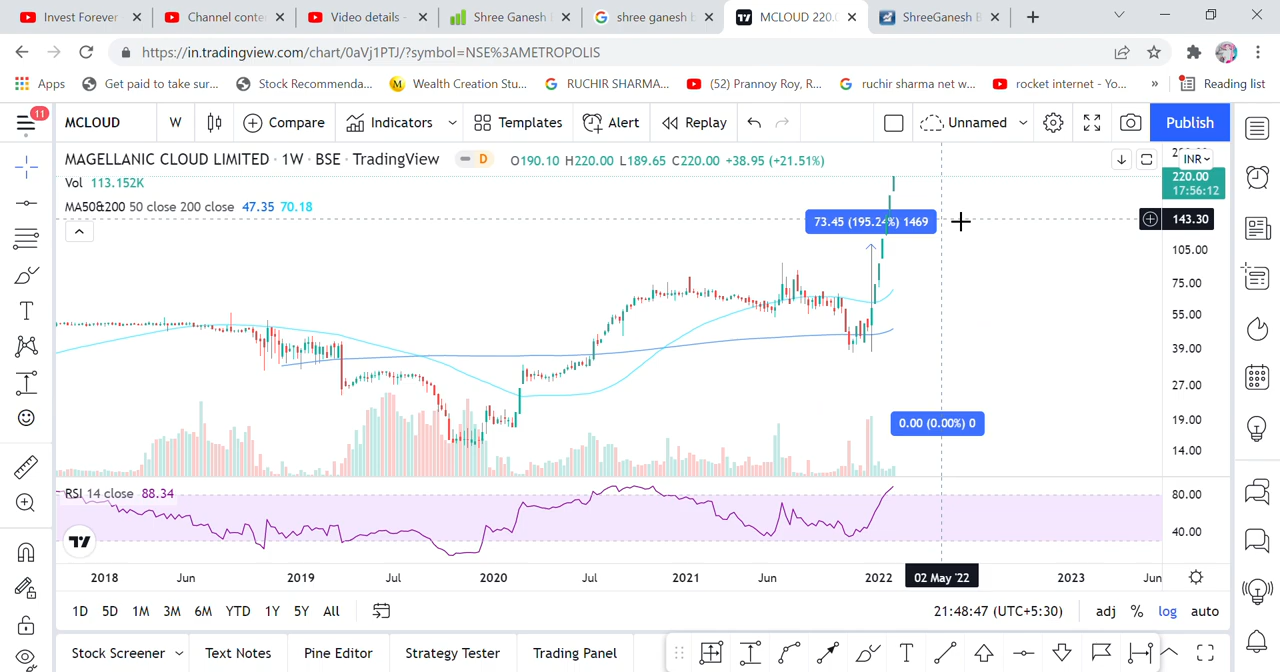 Invest Forever
Channel conte
Video details -
Shree Ganesh
shree ganesh b
MCLOUD 220.
ShreeGanesh B
https://in.tradingview.com/chart/0aVj1PTJ/?symbol=NSE%3AMETROPOLIS
Apps
Get paid to take sur...
Stock Recommenda...
Wealth Creation Stu...
RUCHIR SHARMA...
(52) Prannoy Roy, R...
ruchir sharma net w...
rocket internet - Yo...
»
Reading list
11
MCLOUD
W
Compare
Indicators
Templates
Alert
Replay
Unnamed
Publish
MAGELLANIC CLOUD LIMITED · 1W · BSE · TradingView
D
O190.10 H220.00 L189.65 C220.00 +38.95 (+21.51%)
INR
Vol 113.152K
220.00
17:56:12
MA50&200 50 close 200 close 47.35 70.18
73.45 (195.24%) 1469
143.30
105.00
75.00
55.00
39.00
27.00
19.00
0.00 (0.00%) 0
14.00
RSI 14 close 88.34
80.00
40.00
2018
Jun
2019
Jul
2020
Jul
2021
Jun
2022
02 May '22
2023
Jun
1D
5D
1M
3M
6M
YTD
1Y
5Y
All
21:48:47 (UTC+5:30)
adj
%
log
auto
Stock Screener
Text Notes
Pine Editor
Strategy Tester
Trading Panel